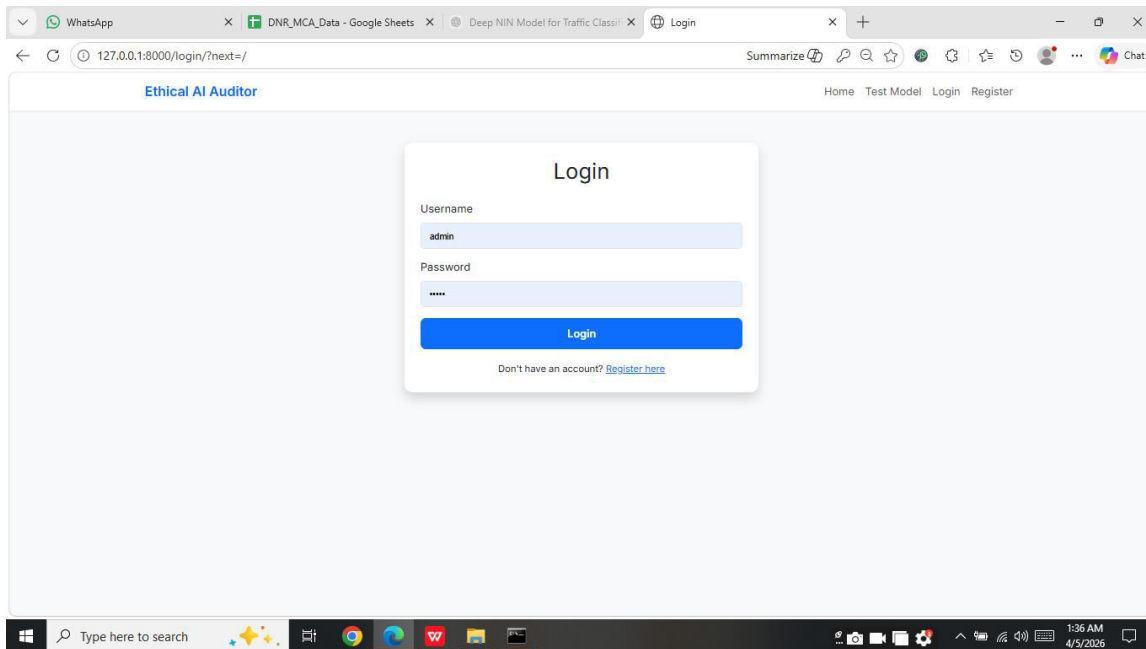 WhatsApp
DNR_MCA_Data - Google Sheets
Deep NIN Model for Traffic Classif
Login
127.0.0.1:8000/login/?next=/
Summarize
Chat
Ethical AI Auditor
Home Test Model Login Register
Login
Username
admin
Password
•••••
Login
Don't have an account? Register here
Type here to search
1:36 AM
4/5/2026